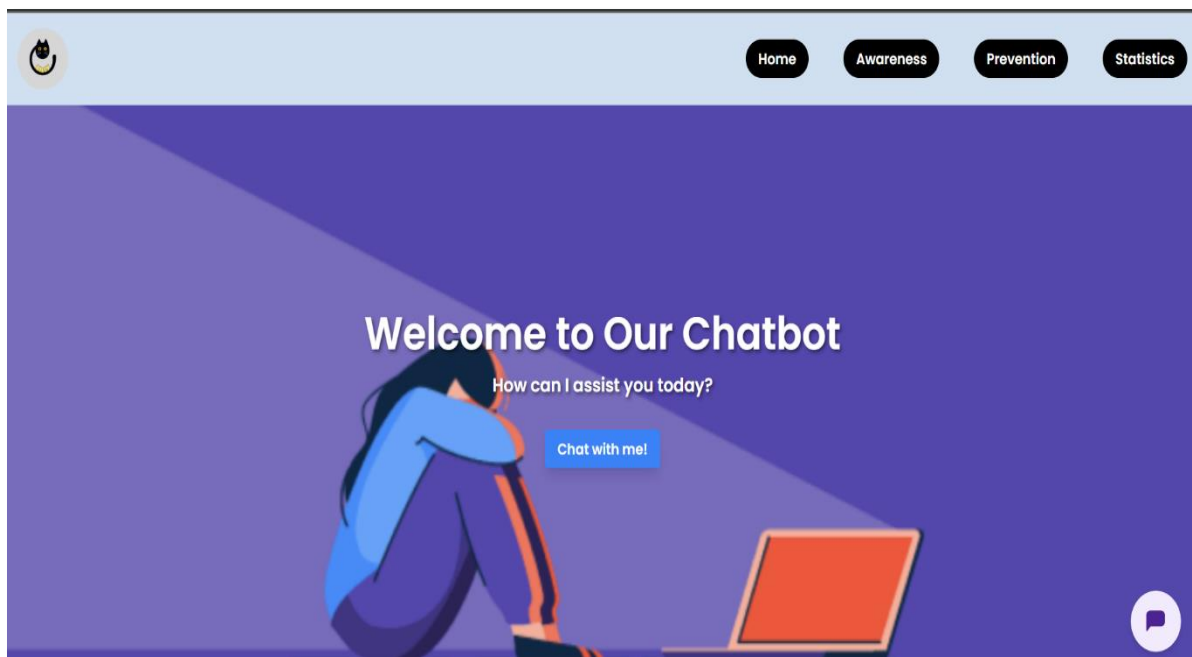 Home
Awareness
Prevention
Statistics
Welcome to Our Chatbot
How can I assist you today?
Chat with me!